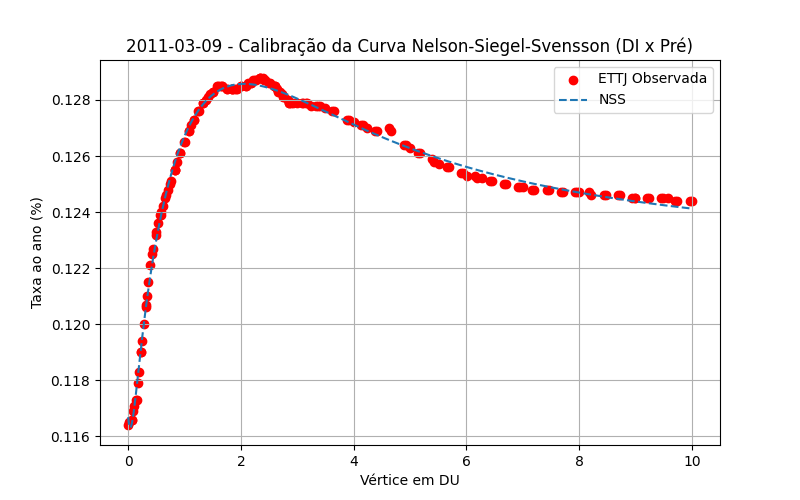 2011-03-09 - Calibração da Curva Nelson-Siegel-Svensson (DI x Pré)
ETTJ Observada
NSS
Taxa ao ano (%)
0.128
0.126
0.124
0.122
0.120
0.118
0.116
0
2
4
6
8
10
Vértice em DU